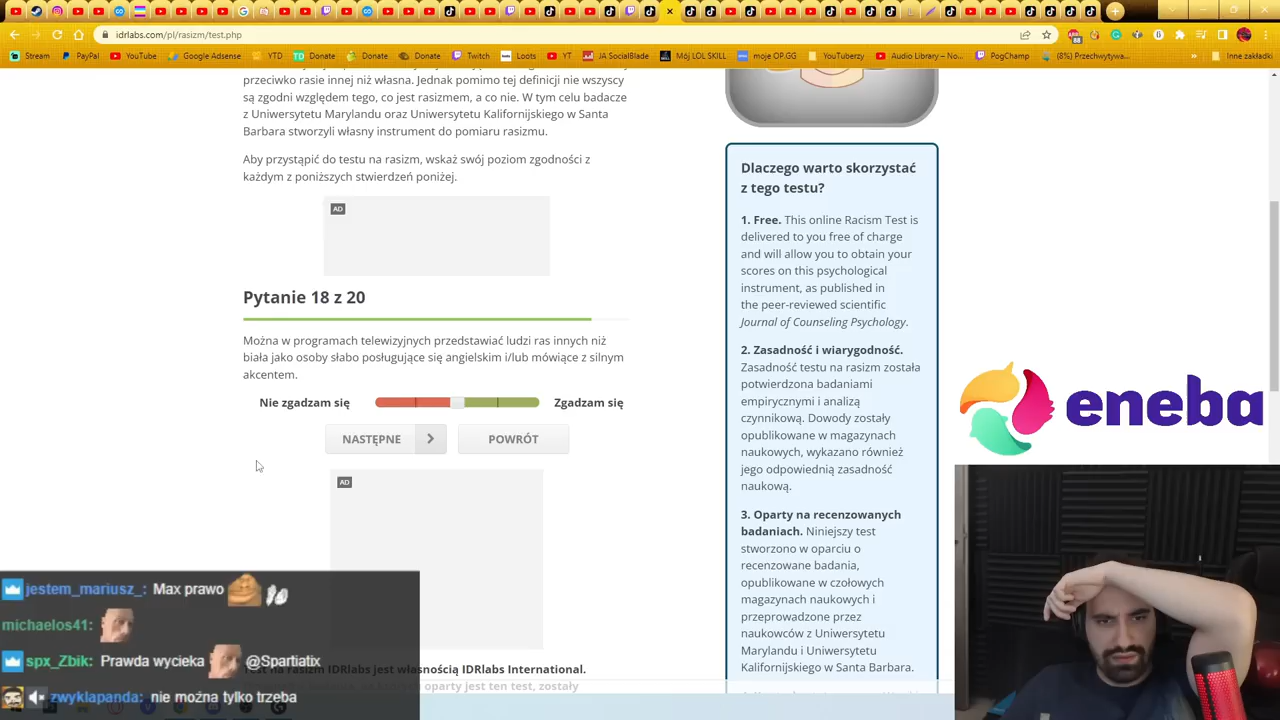 idrlabs.com/pl/rasizm/test.php
Stream
PayPal
YouTube
Google Adsense
YTD
Donate
Donate
Donate
Twitch
Loots
YT
JA SocialBlade
Mój LOL SKILL
moje OP.GG
YouTuberzy
Audio Library – No...
PogChamp
(8%) Przechwytywa...
»
Inne zakładki
przeciwko rasie innej niż własna. Jednak pomimo tej definicji nie wszyscy
są zgodni względem tego, co jest rasizmem, a co nie. W tym celu badacze
z Uniwersytetu Marylandu oraz Uniwersytetu Kalifornijskiego w Santa
Barbara stworzyli własny instrument do pomiaru rasizmu.
Aby przystąpić do testu na rasizm, wskaż swój poziom zgodności z
każdym z poniższych stwierdzeń poniżej.
AD
Pytanie 18 z 20
Można w programach telewizyjnych przedstawiać ludzi ras innych niż
biała jako osoby słabo posługujące się angielskim i/lub mówiące z silnym
akcentem.
Nie zgadzam się
Zgadzam się
NASTĘPNE
POWRÓT
AD
Test na rasizm IDRlabs jest własnością IDRlabs International.
oparty jest ten test, zostały
Dlaczego warto skorzystać
z tego testu?
1. Free. This online Racism Test is
delivered to you free of charge
and will allow you to obtain your
scores on this psychological
instrument, as published in
the peer-reviewed scientific
Journal of Counseling Psychology.
2. Zasadność i wiarygodność.
Zasadność testu na rasizm została
potwierdzona badaniami
empirycznymi i analizą
czynnikową. Dowody zostały
opublikowane w magazynach
naukowych, wykazano również
jego odpowiednią zasadność
naukową.
3. Oparty na recenzowanych
badaniach. Niniejszy test
stworzono w oparciu o
recenzowane badania,
opublikowane w czołowych
magazynach naukowych i
przeprowadzone przez
naukowców z Uniwersytetu
Marylandu i Uniwersytetu
Kalifornijskiego w Santa Barbara.
eneba
jestem_mariusz_: Max prawo
michaelos41:
spx_Zbik: Prawda wycieka @Spartiatix
zwyklapanda: nie można tylko trzeba